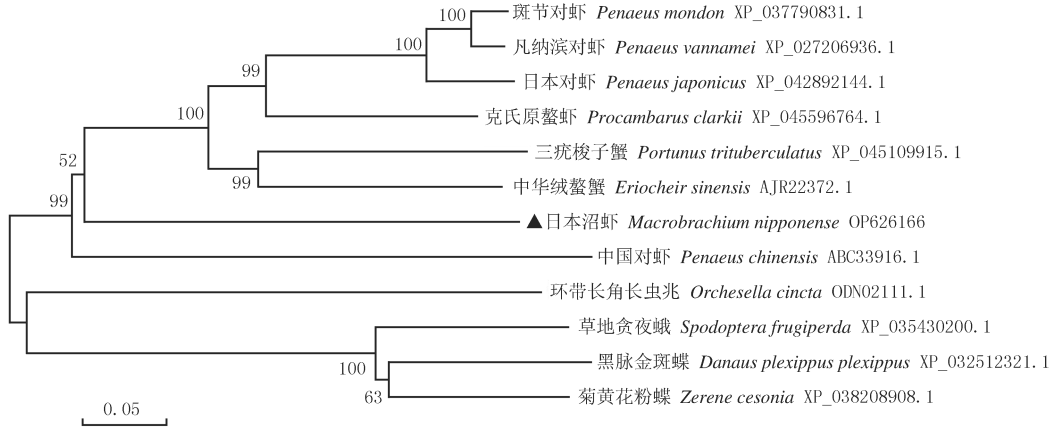 100
斑节对虾 Penaeus mondon XP_037790831.1
100
凡纳滨对虾 Penaeus vannamei XP_027206936.1
99
日本对虾 Penaeus japonicus XP_042892144.1
100
克氏原螯虾 Procambarus clarkii XP_045596764.1
52
三疣梭子蟹 Portunus trituberculatus XP_045109915.1
99
中华绒螯蟹 Eriocheir sinensis AJR22372.1
99
▲日本沼虾 Macrobrachium nipponense OP626166
中国对虾 Penaeus chinensis ABC33916.1
环带长角长虫兆 Orchesella cincta ODN02111.1
草地贪夜蛾 Spodoptera frugiperda XP_035430200.1
100
黑脉金斑蝶 Danaus plexippus plexippus XP_032512321.1
63
菊黄花粉蝶 Zerene cesonia XP_038208908.1
0.05